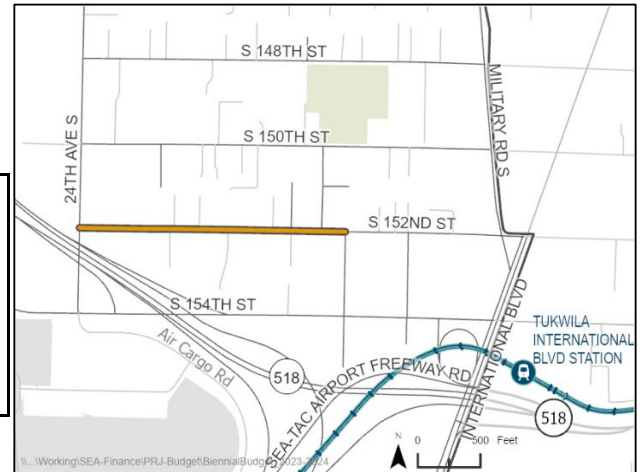 S 148TH ST
MILITARY RD S
24TH AVE S
S 150TH ST
S 152ND ST
S 154TH ST
INTERNATIONAL BLVD
TUKWILA
INTERNATIONAL
BLVD STATION
Air Cargo Rd
518
SEA-TAC AIRPORT FREEWAY RD
518
N
0 500 Feet
\\...\Working\SEA-Finance\PRJ-Budget\BiennialBudget 2023-2024